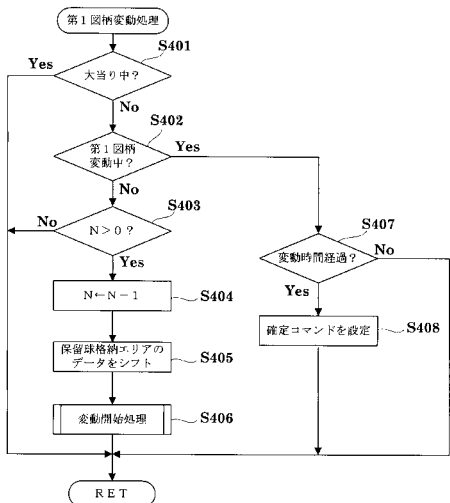 第1図柄変動処理
S401
Yes
大当り中？
No
S402
第1図柄
変動中？
Yes
No
S403
No
N＞0？
Yes
S407
変動時間経過？
No
Yes
N←N－1
S404
確定コマンドを設定
S408
保留球格納エリアの
データをシフト
S405
変動開始処理
S406
RET